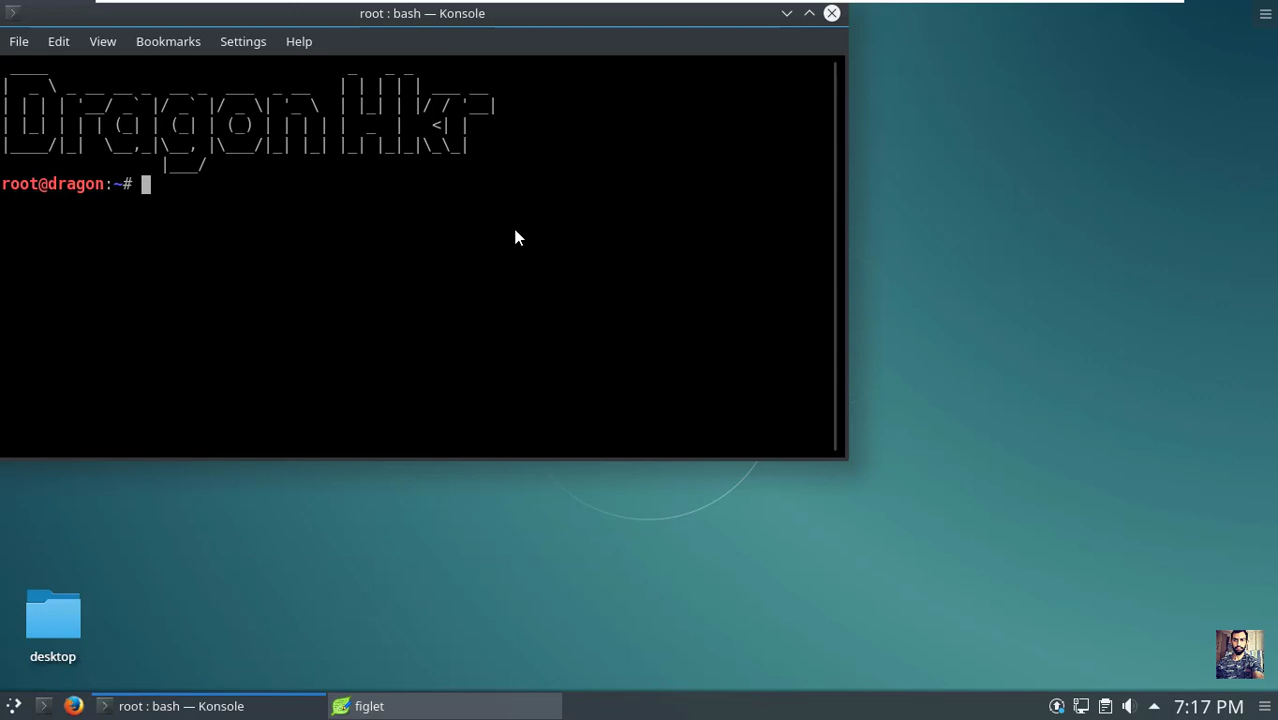 root : bash — Konsole
File Edit View Bookmarks Settings Help
Dragon Hkr
root@dragon:~#
desktop
root : bash — Konsole
figlet
7:17 PM